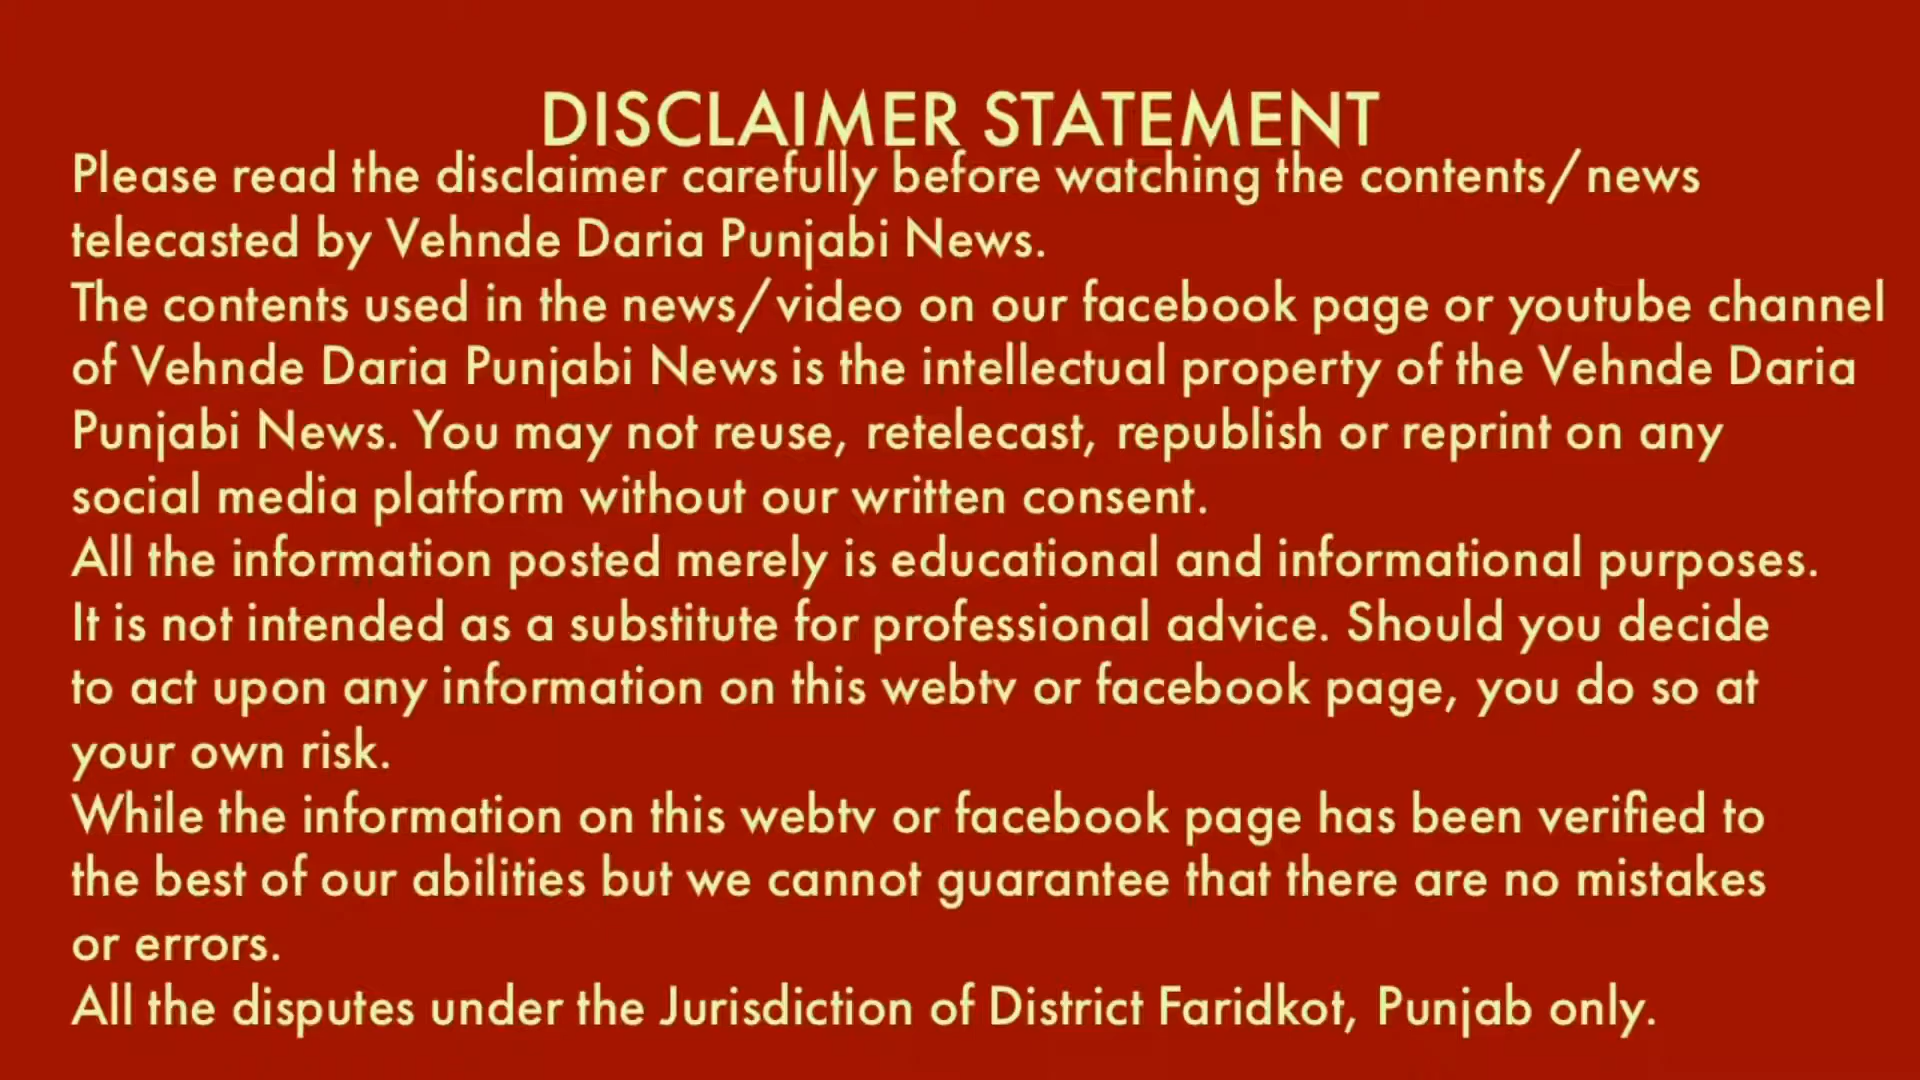 DISCLAIMER STATEMENT
Please read the disclaimer carefully before watching the contents/news
telecasted by Vehnde Daria Punjabi News.
The contents used in the news/video on our facebook page or youtube channel
of Vehnde Daria Punjabi News is the intellectual property of the Vehnde Daria
Punjabi News. You may not reuse, retelecast, republish or reprint on any
social media platform without our written consent.
All the information posted merely is educational and informational purposes.
It is not intended as a substitute for professional advice. Should you decide
to act upon any information on this webtv or facebook page, you do so at
your own risk.
While the information on this webtv or facebook page has been verified to
the best of our abilities but we cannot guarantee that there are no mistakes
or errors.
All the disputes under the Jurisdiction of District Faridkot, Punjab only.